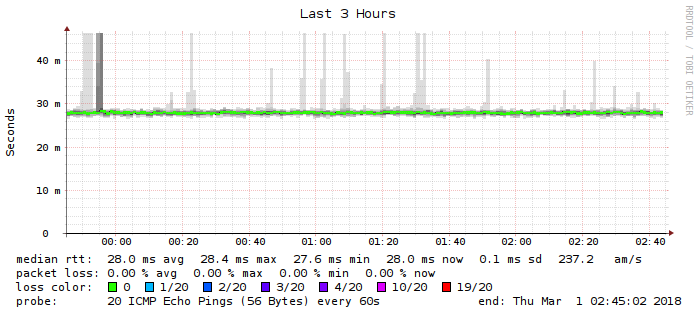 Last 3 Hours
RRDTOOL / TOBI OETIKER
Seconds
40 m
30 m
20 m
10 m
0
00:00 00:20 00:40 01:00 01:20 01:40 02:00 02:20 02:40
median rtt: 28.0 ms avg 28.4 ms max 27.6 ms min 28.0 ms now 0.1 ms sd 237.2 am/s
packet loss: 0.00 % avg 0.00 % max 0.00 % min 0.00 % now
loss color: 0 1/20 2/20 3/20 4/20 10/20 19/20
probe: 20 ICMP Echo Pings (56 Bytes) every 60s end: Thu Mar 1 02:45:02 2018